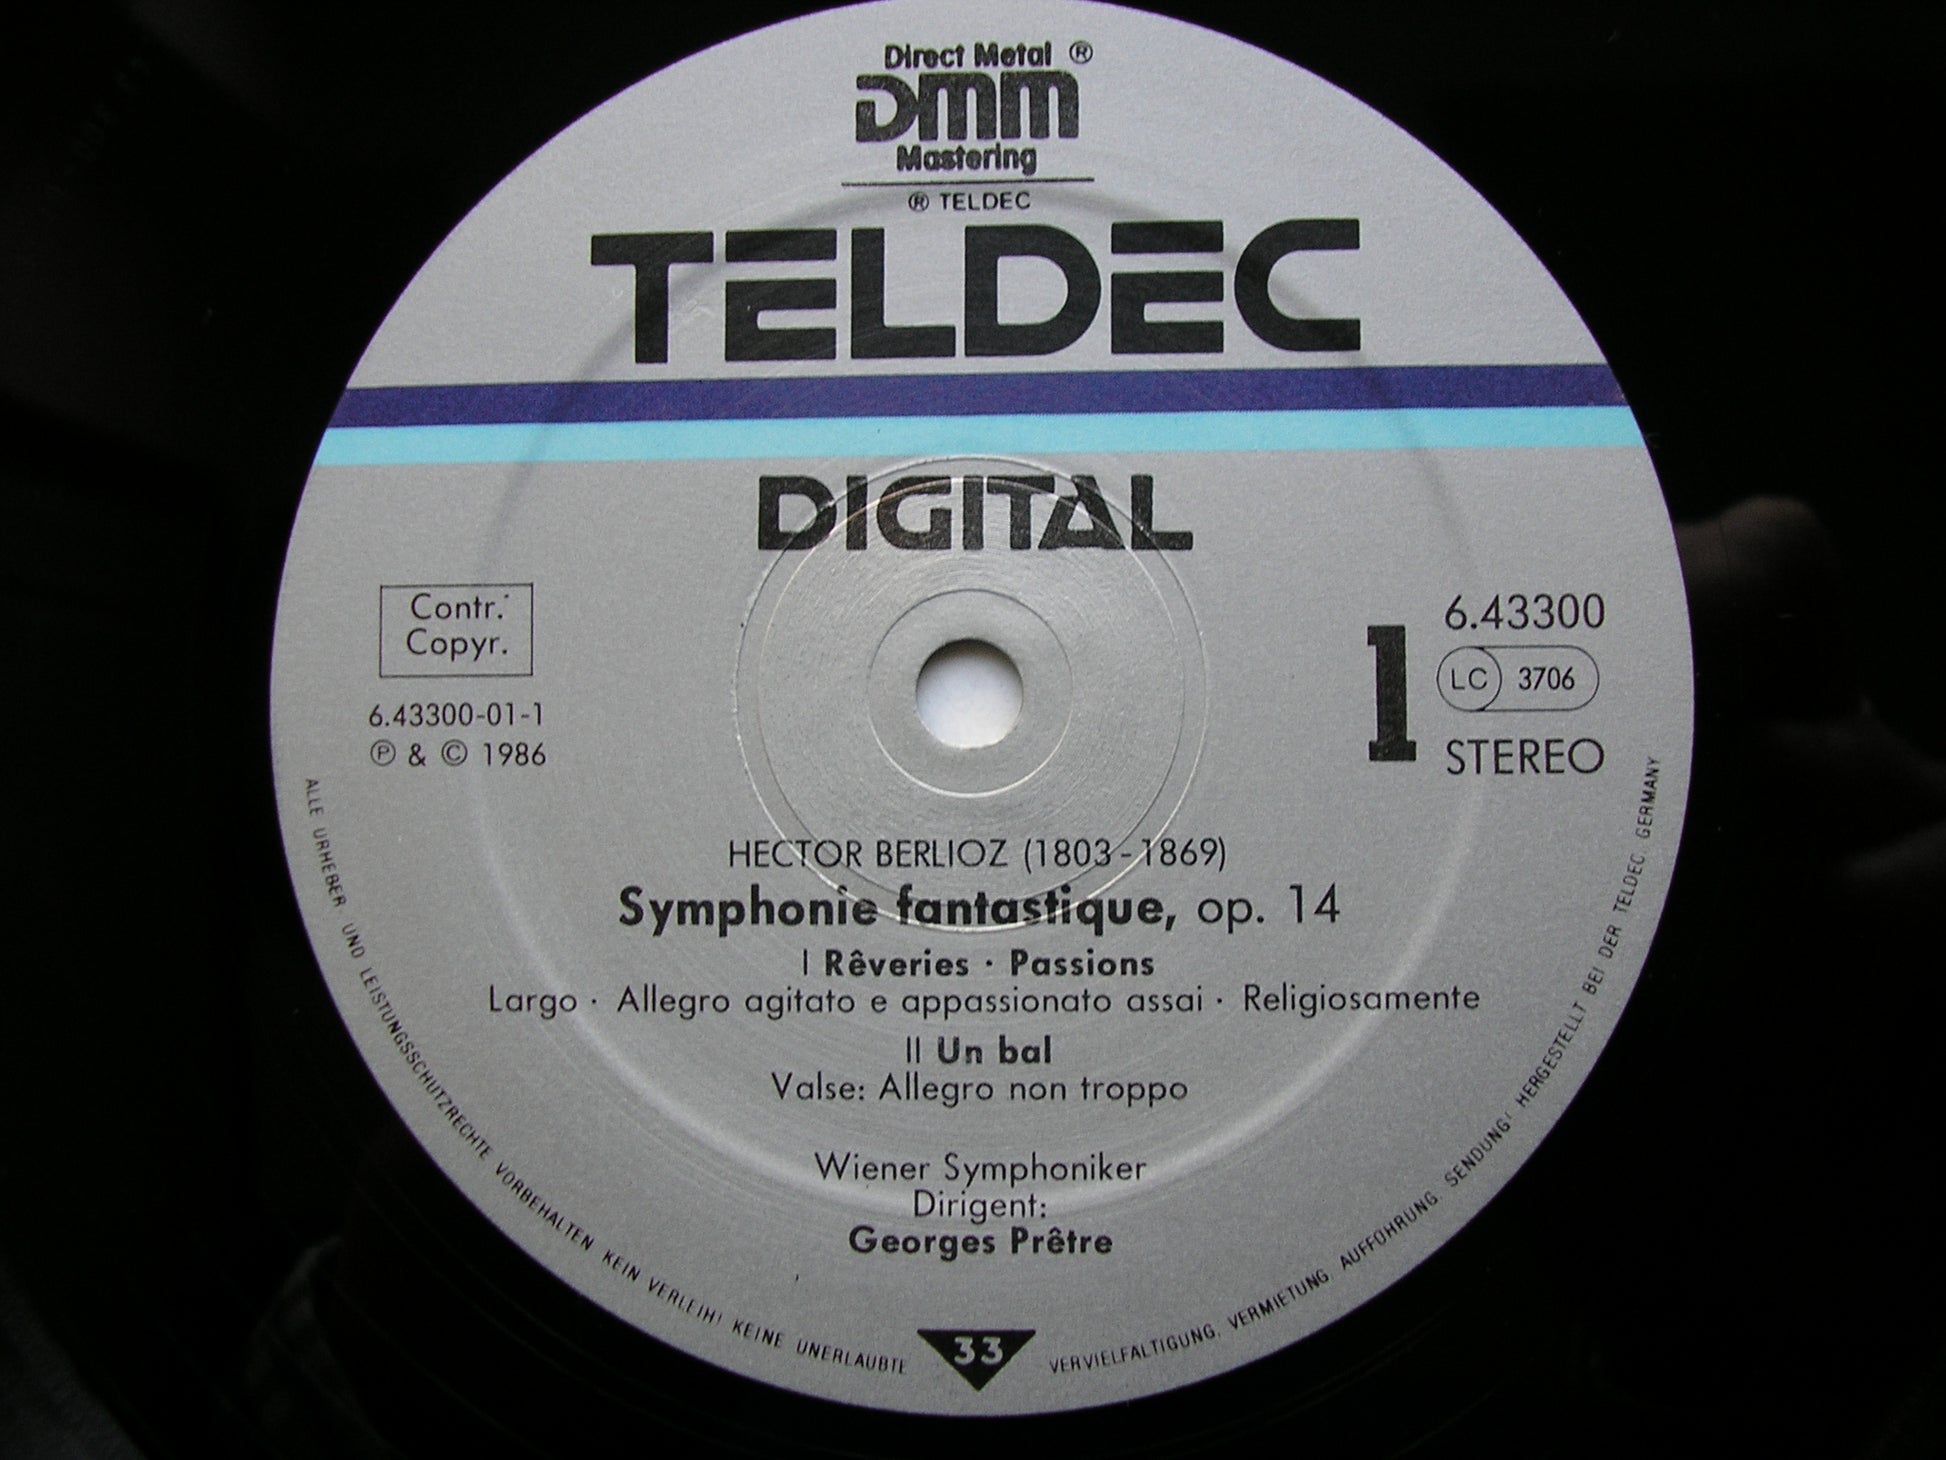 Direct Metal ®
DMM
Mastering
® TELDEC
TELDEC
DIGITAL
Contr.
Copyr.
6.43300-01-1
℗ & © 1986
1
6.43300
LC 3706
STEREO
HECTOR BERLIOZ (1803-1869)
Symphonie fantastique, op. 14
I Rêveries · Passions
Largo · Allegro agitato e appassionato assai · Religiosamente
II Un bal
Valse: Allegro non troppo
Wiener Symphoniker
Dirigent:
Georges Prêtre
33
ALLE URHEBER UND LEISTUNGSSCHUTZRECHTE VORBEHALTEN KEIN VERLEIH! KEINE UNERLAUBTE VERVIELFALTIGUNG, VERMIETUNG AUFFOHRUNG, SENDUNG! HERGESTELLT BEI DER TELDEC GERMANY